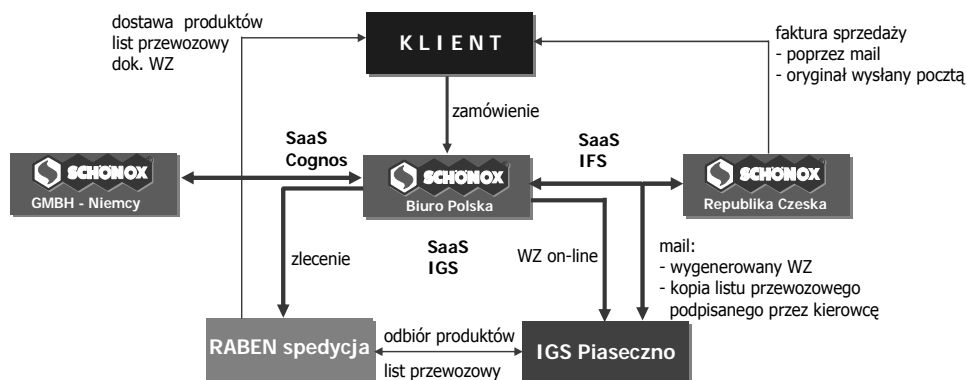 dostawa produktów
list przewozowy
dok. WZ
KLIENT
faktura sprzedaży
- poprzez mail
- oryginał wysłany pocztą
zamówienie
SaaS
Cognos
SaaS
IFS
SCHÖNOX
GMBH - Niemcy
SCHÖNOX
Biuro Polska
SCHÖNOX
Republika Czeska
zlecenie
SaaS
IGS
WZ on-line
mail:
- wygenerowany WZ
- kopia listu przewozowego
podpisanego przez kierowcę
RABEN spedycja
odbiór produktów
list przewozowy
IGS Piaseczno